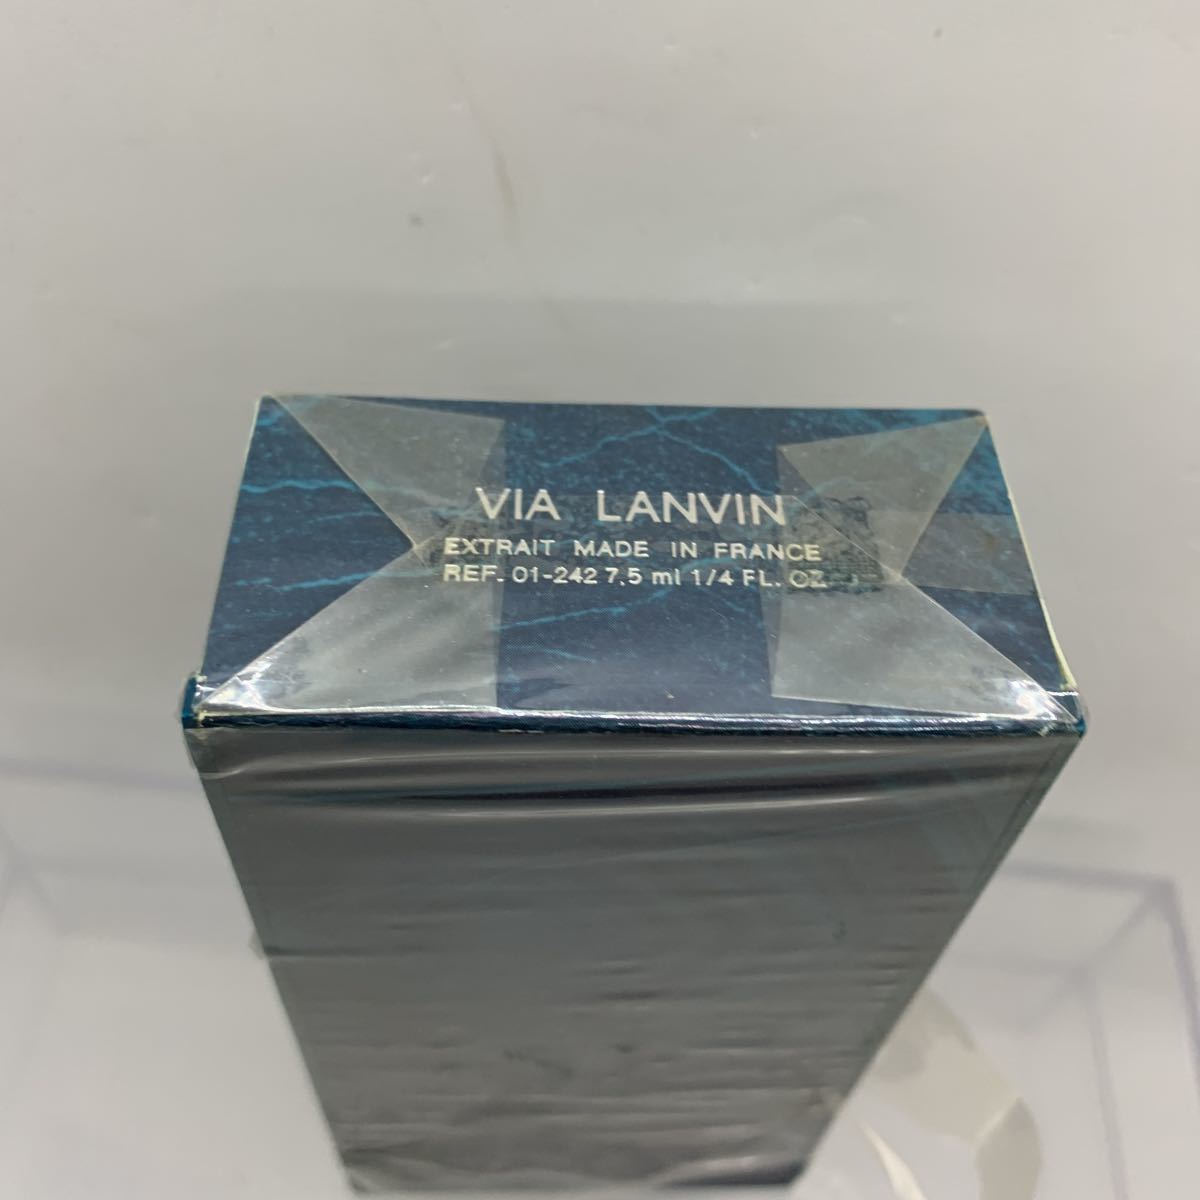 VIA LANVIN
EXTRAIT MADE IN FRANCE
REF. 01-242 7,5 ml 1/4 FL. OZ